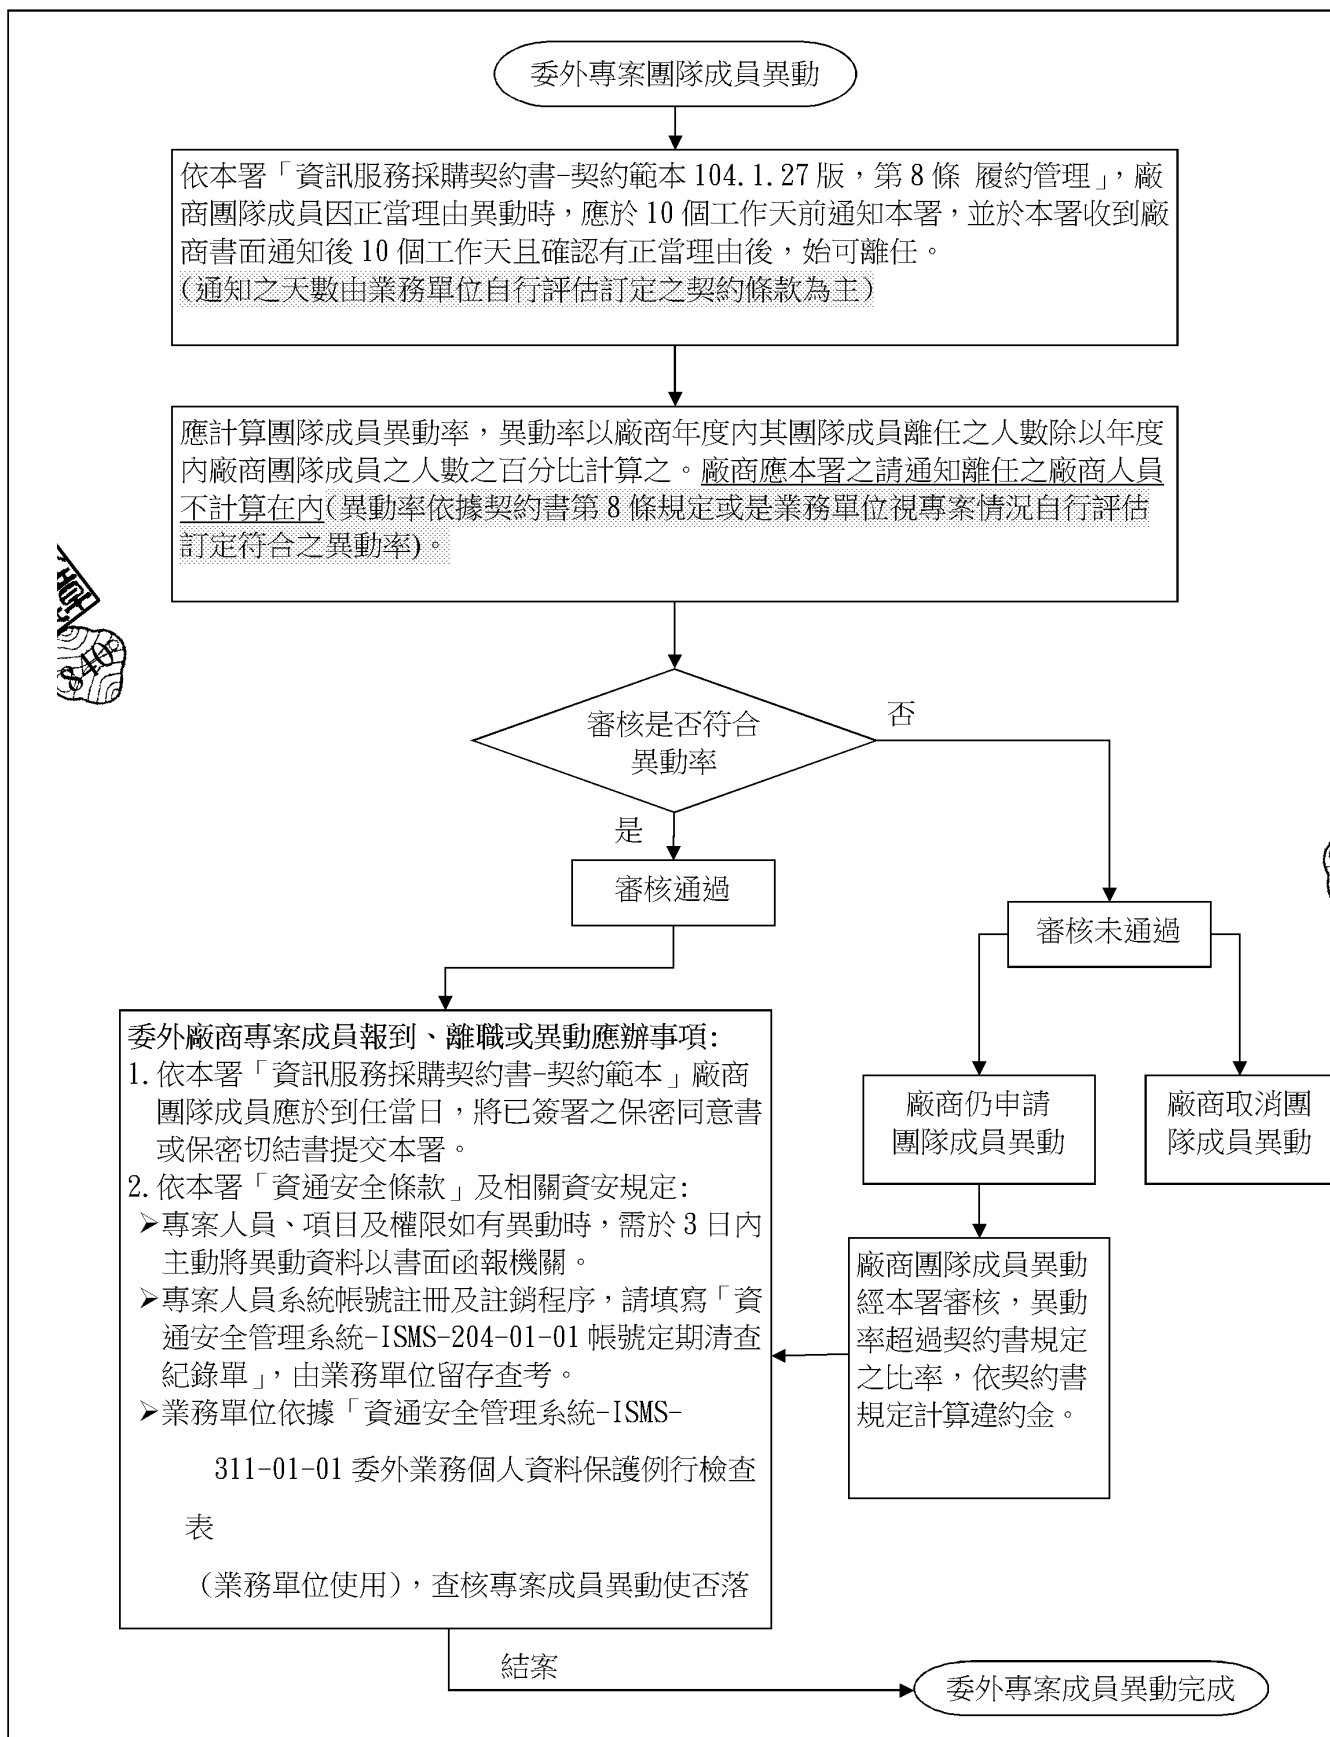 委外專案團隊成員異動
依本署「資訊服務採購契約書-契約範本 104.1.27 版，第 8 條 履約管理」，廠
商團隊成員因正當理由異動時，應於 10 個工作天前通知本署，並於本署收到廠
商書面通知後 10 個工作天且確認有正當理由後，始可離任。
(通知之天數由業務單位自行評估訂定之契約條款為主)
應計算團隊成員異動率，異動率以廠商年度內其團隊成員離任之人數除以年度
內廠商團隊成員之人數之百分比計算之。廠商應本署之請通知離任之廠商人員
不計算在內(異動率依據契約書第 8 條規定或是業務單位視專案情況自行評估
訂定符合之異動率)。
840
審核是否符合
異動率
否
是
審核通過
審核未通過
委外廠商專案成員報到、離職或異動應辦事項:
1. 依本署「資訊服務採購契約書-契約範本」廠商
團隊成員應於到任當日，將已簽署之保密同意書
或保密切結書提交本署。
2. 依本署「資通安全條款」及相關資安規定:
➢專案人員、項目及權限如有異動時，需於 3 日內
主動將異動資料以書面函報機關。
➢專案人員系統帳號註冊及註銷程序，請填寫「資
通安全管理系統-ISMS-204-01-01 帳號定期清查
紀錄單」，由業務單位留存查考。
➢業務單位依據「資通安全管理系統-ISMS-
311-01-01 委外業務個人資料保護例行檢查
表
(業務單位使用)，查核專案成員異動使否落
廠商仍申請
團隊成員異動
廠商取消團
隊成員異動
廠商團隊成員異動
經本署審核，異動
率超過契約書規定
之比率，依契約書
規定計算違約金。
結案
委外專案成員異動完成